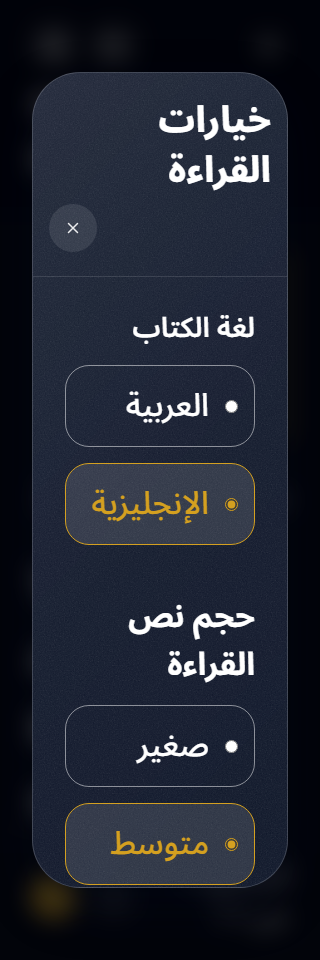 خيارات
القراءة
×
لغة الكتاب
العربية
الإنجليزية
حجم نص
القراءة
صغير
متوسط